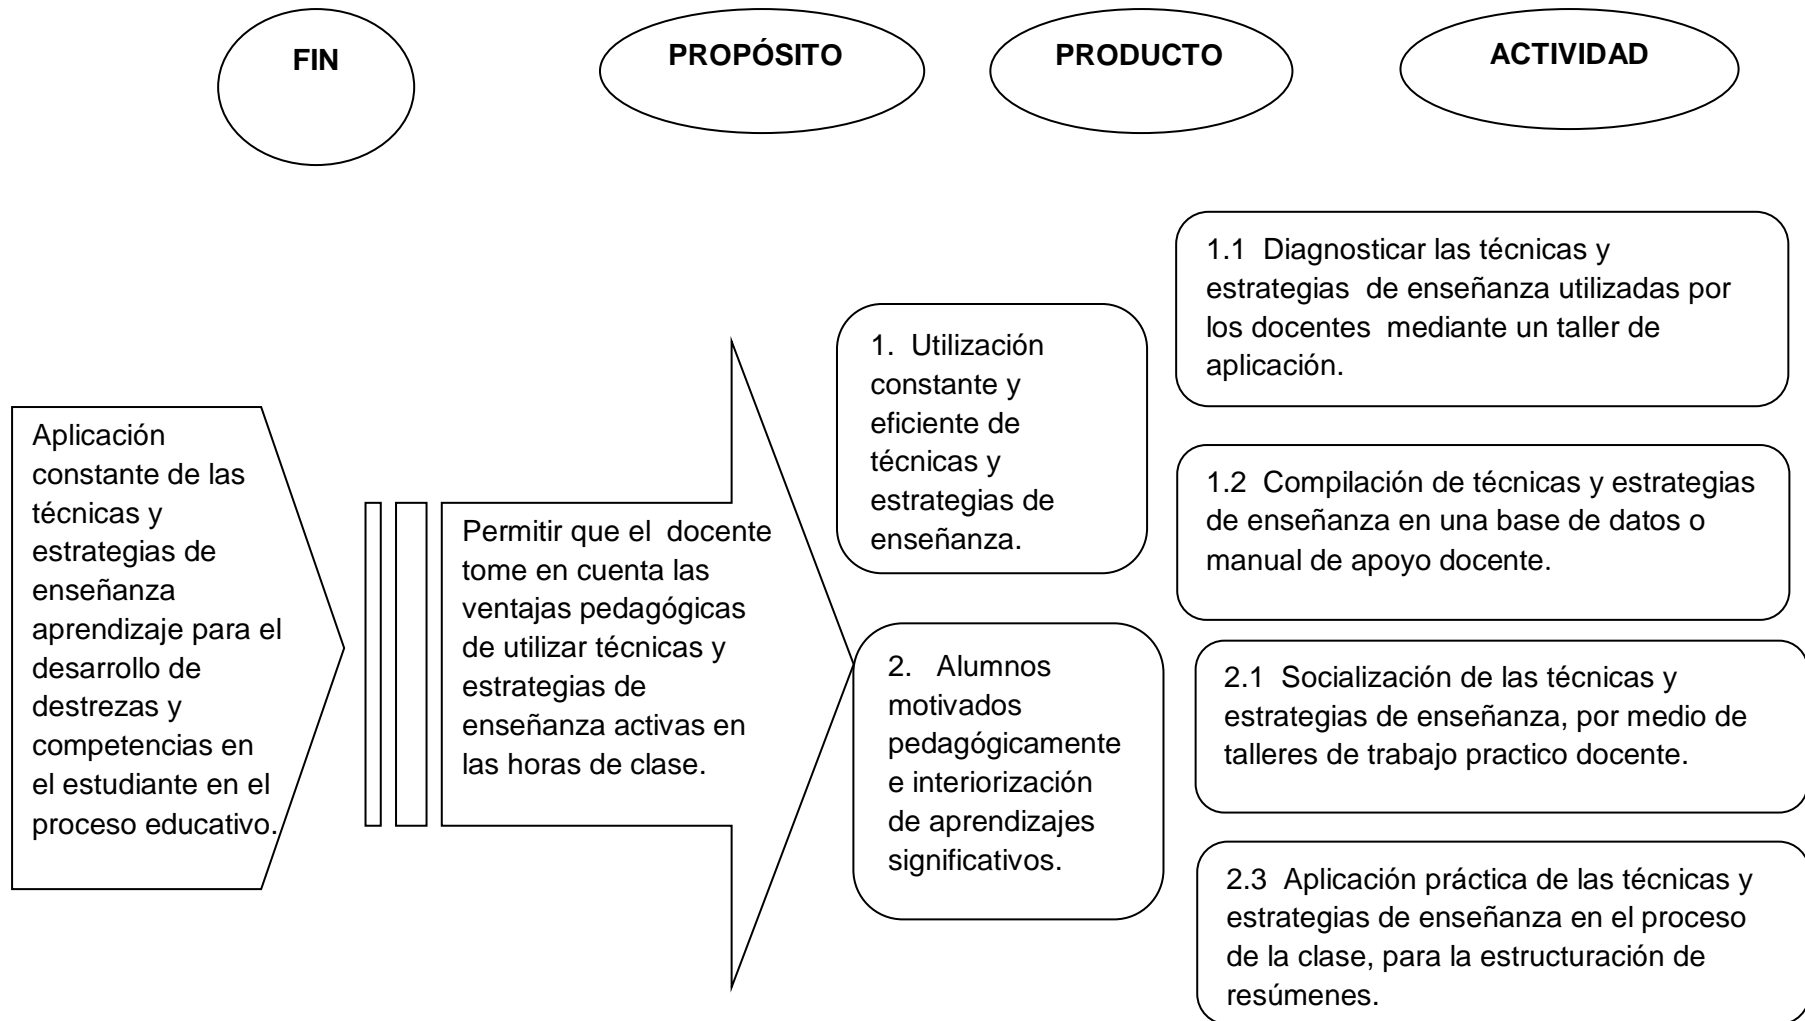 FIN
PROPÓSITO
PRODUCTO
ACTIVIDAD
Aplicación
constante de las
técnicas y
estrategias de
enseñanza
aprendizaje para el
desarrollo de
destrezas y
competencias en
el estudiante en el
proceso educativo.
Permitir que el docente
tome en cuenta las
ventajas pedagógicas
de utilizar técnicas y
estrategias de
enseñanza activas en
las horas de clase.
1. Utilización
constante y
eficiente de
técnicas y
estrategias de
enseñanza.
2. Alumnos
motivados
pedagógicamente
e interiorización
de aprendizajes
significativos.
1.1 Diagnosticar las técnicas y
estrategias de enseñanza utilizadas por
los docentes mediante un taller de
aplicación.
1.2 Compilación de técnicas y estrategias
de enseñanza en una base de datos o
manual de apoyo docente.
2.1 Socialización de las técnicas y
estrategias de enseñanza, por medio de
talleres de trabajo practico docente.
2.3 Aplicación práctica de las técnicas y
estrategias de enseñanza en el proceso
de la clase, para la estructuración de
resúmenes.